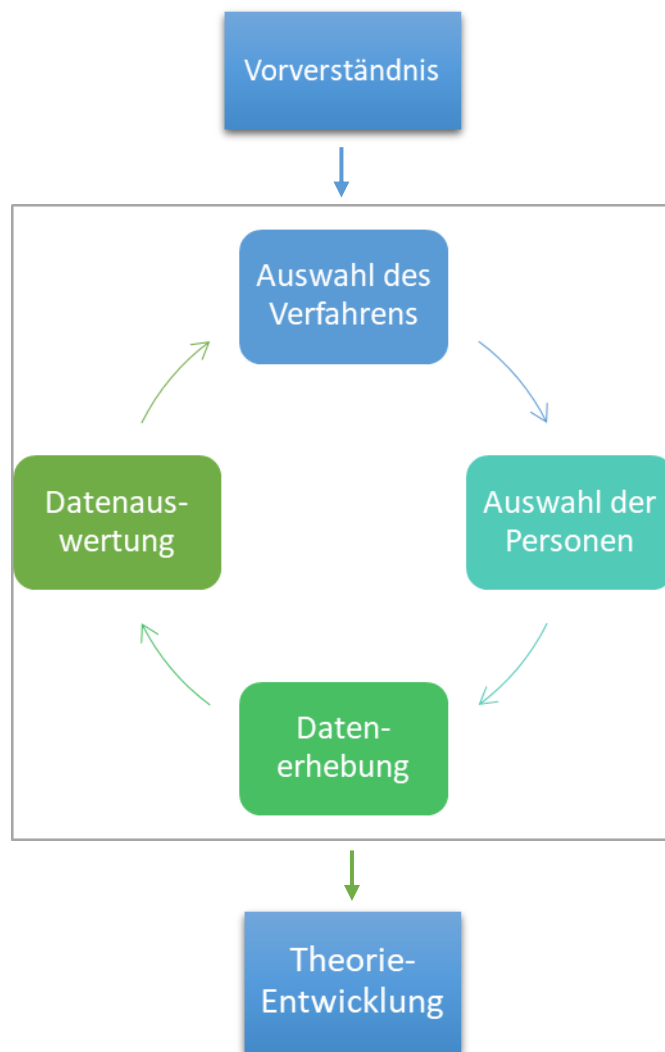 Vorverständnis
Auswahl des
Verfahrens
Datenaus-
wertung
Auswahl der
Personen
Daten-
erhebung
Theorie-
Entwicklung